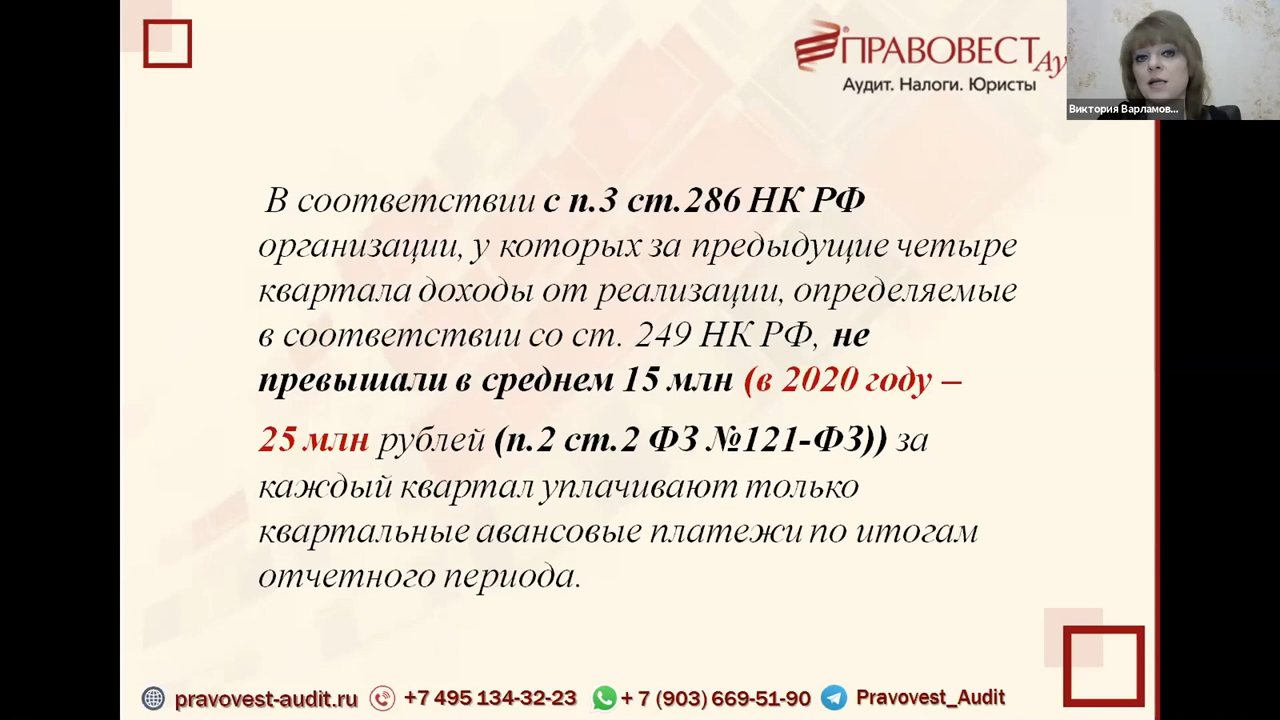 ПРАВОВЕСТ Ау
Аудит. Налоги. Юристы
Виктория Варламов...
В соответствии с п.3 ст.286 НК РФ
организации, у которых за предыдущие четыре
квартала доходы от реализации, определяемые
в соответствии со ст. 249 НК РФ, не
превышали в среднем 15 млн (в 2020 году –
25 млн рублей (п.2 ст.2 ФЗ №121-ФЗ)) за
каждый квартал уплачивают только
квартальные авансовые платежи по итогам
отчетного периода.
pravovest-audit.ru +7 495 134-32-23 + 7 (903) 669-51-90 Pravovest_Audit